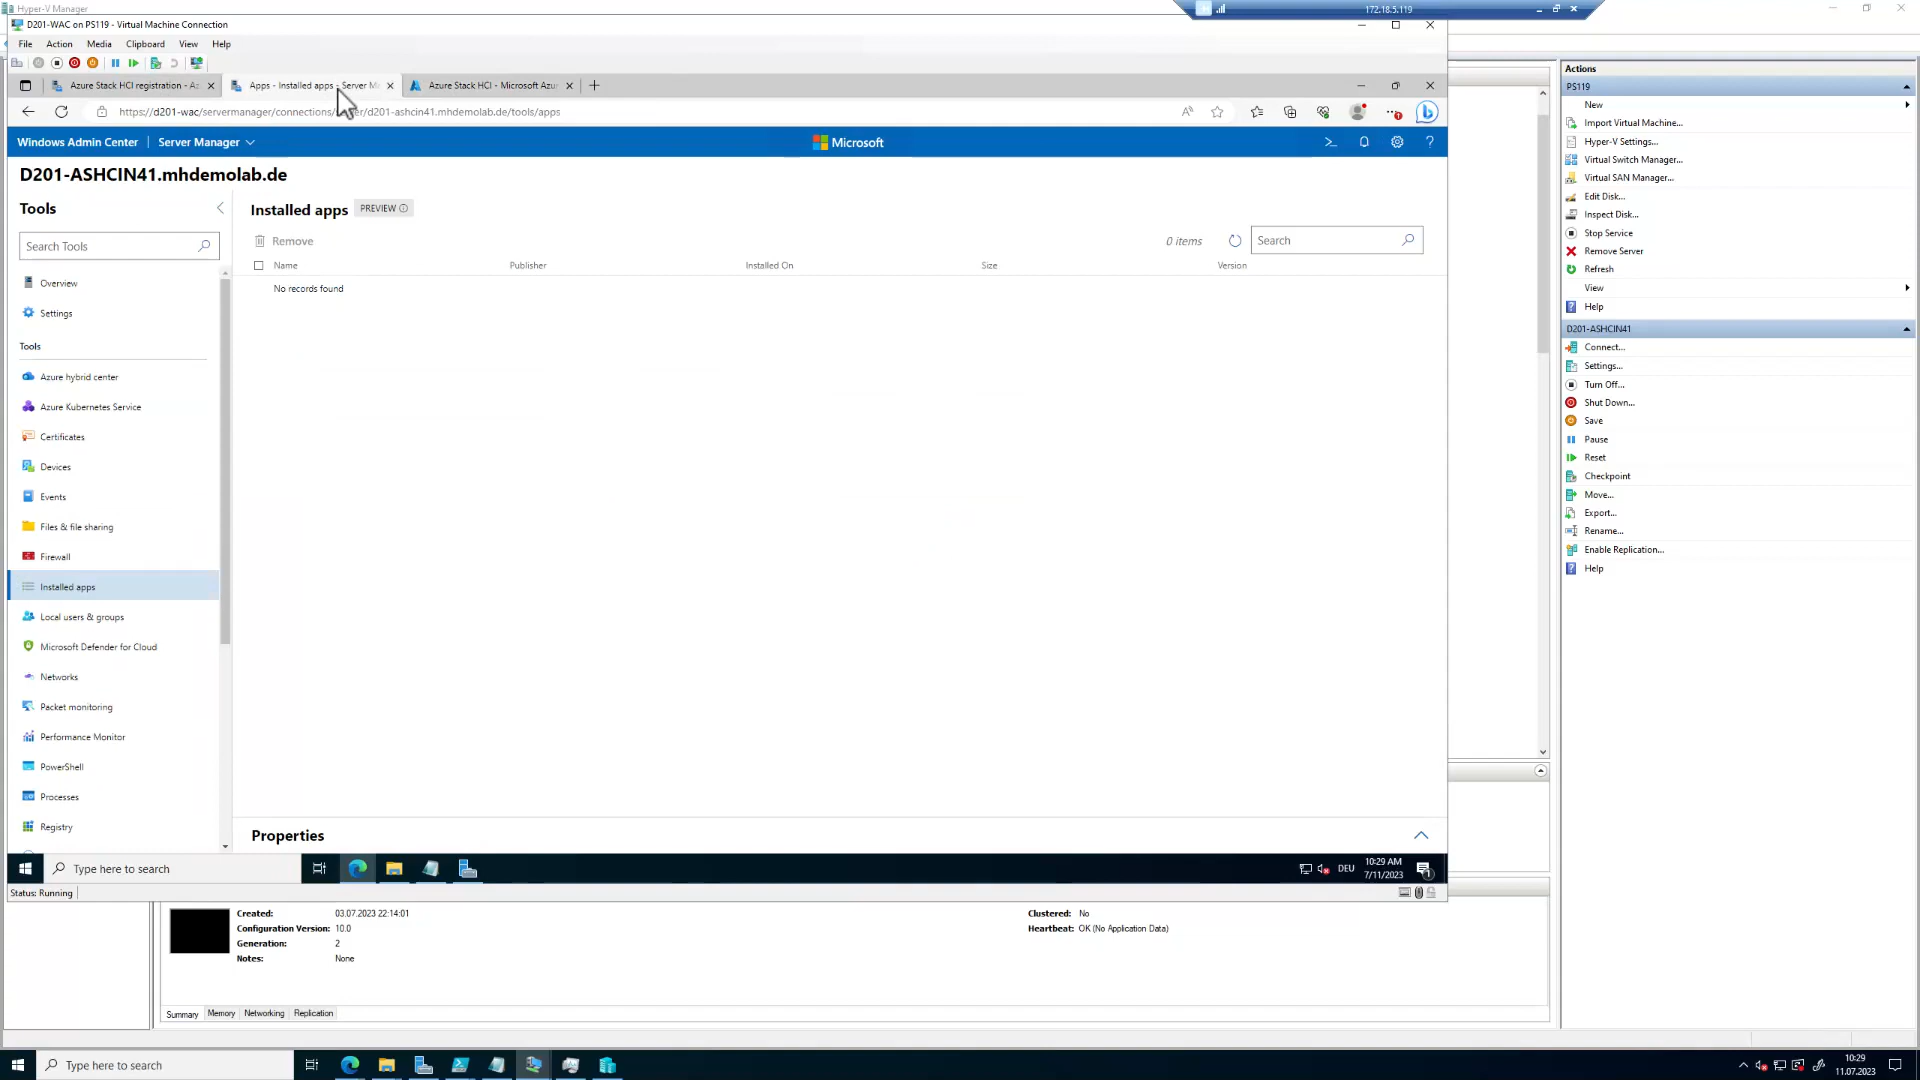 Hyper-V Manager
172.18.5.119
D201-WAC on PS119 - Virtual Machine Connection
File Action Media Clipboard View Help
Azure Stack HCI registration - Az
Apps - Installed apps - Server M
Azure Stack HCI - Microsoft Azur
https://d201-wac/servermanager/connections/ er/d201-ashcin41.mhdemolab.de/tools/apps
Windows Admin Center
Server Manager
Microsoft
D201-ASHCIN41.mhdemolab.de
Tools
Search Tools
Overview
Settings
Tools
Azure hybrid center
Azure Kubernetes Service
Certificates
Devices
Events
Files & file sharing
Firewall
Installed apps
Local users & groups
Microsoft Defender for Cloud
Networks
Packet monitoring
Performance Monitor
PowerShell
Processes
Registry
Installed apps PREVIEW
Remove
0 items
Search
Name Publisher Installed On Size Version
No records found
Properties
Type here to search
DEU
10:29 AM
7/11/2023
1
Status: Running
Created: 03.07.2023 22:14:01
Configuration Version: 10.0
Generation: 2
Notes: None
Clustered: No
Heartbeat: OK (No Application Data)
Summary Memory Networking Replication
Actions
PS119
New
Import Virtual Machine...
Hyper-V Settings...
Virtual Switch Manager...
Virtual SAN Manager...
Edit Disk...
Inspect Disk...
Stop Service
Remove Server
Refresh
View
Help
D201-ASHCIN41
Connect...
Settings...
Turn Off...
Shut Down...
Save
Pause
Reset
Checkpoint
Move...
Export...
Rename...
Enable Replication...
Help
Type here to search
10:29
11.07.2023